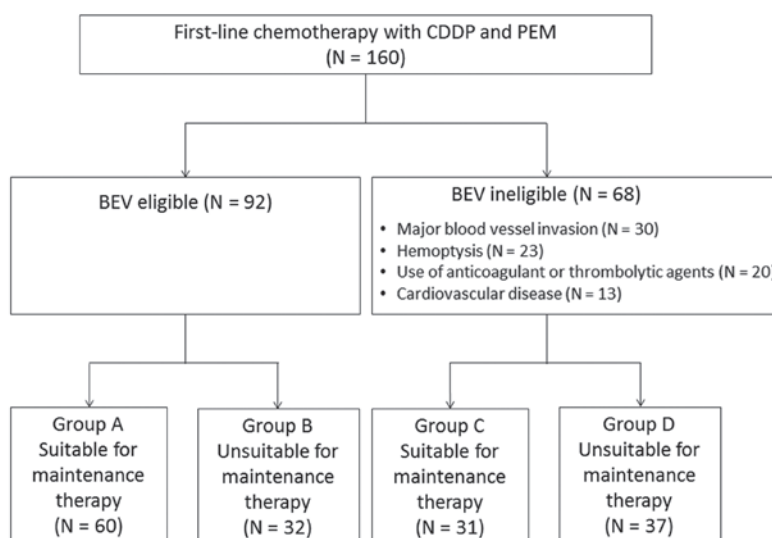 First-line chemotherapy with CDDP and PEM
(N = 160)
BEV eligible (N = 92)
BEV ineligible (N = 68)
• Major blood vessel invasion (N = 30)
• Hemoptysis (N = 23)
• Use of anticoagulant or thrombolytic agents (N = 20)
• Cardiovascular disease (N = 13)
Group A
Suitable for
maintenance
therapy
(N = 60)
Group B
Unsuitable for
maintenance
therapy
(N = 32)
Group C
Suitable for
maintenance
therapy
(N = 31)
Group D
Unsuitable for
maintenance
therapy
(N = 37)